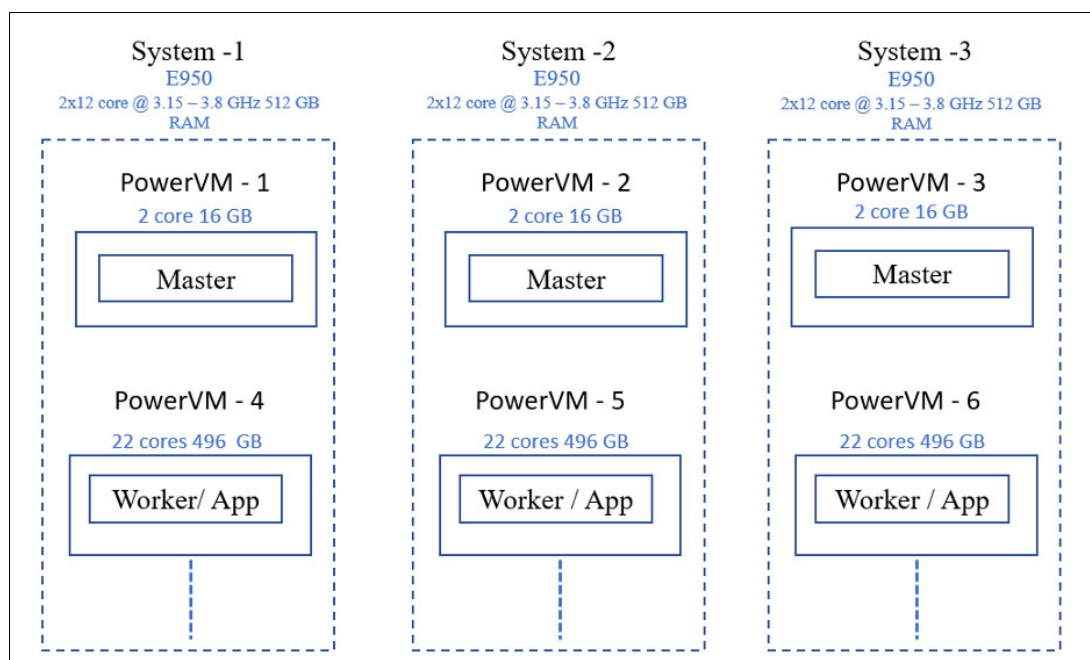 System -1
E950
2x12 core @ 3.15 – 3.8 GHz 512 GB
RAM
PowerVM - 1
2 core 16 GB
Master
PowerVM - 4
22 cores 496  GB
Worker/ App
System -2
E950
2x12 core @ 3.15 – 3.8 GHz 512 GB
RAM
PowerVM - 2
2 core 16 GB
Master
PowerVM - 5
22 cores 496 GB
Worker / App
System -3
E950
2x12 core @ 3.15 – 3.8 GHz 512 GB
RAM
PowerVM - 3
2 core 16 GB
Master
PowerVM - 6
22 cores 496 GB
Worker / App